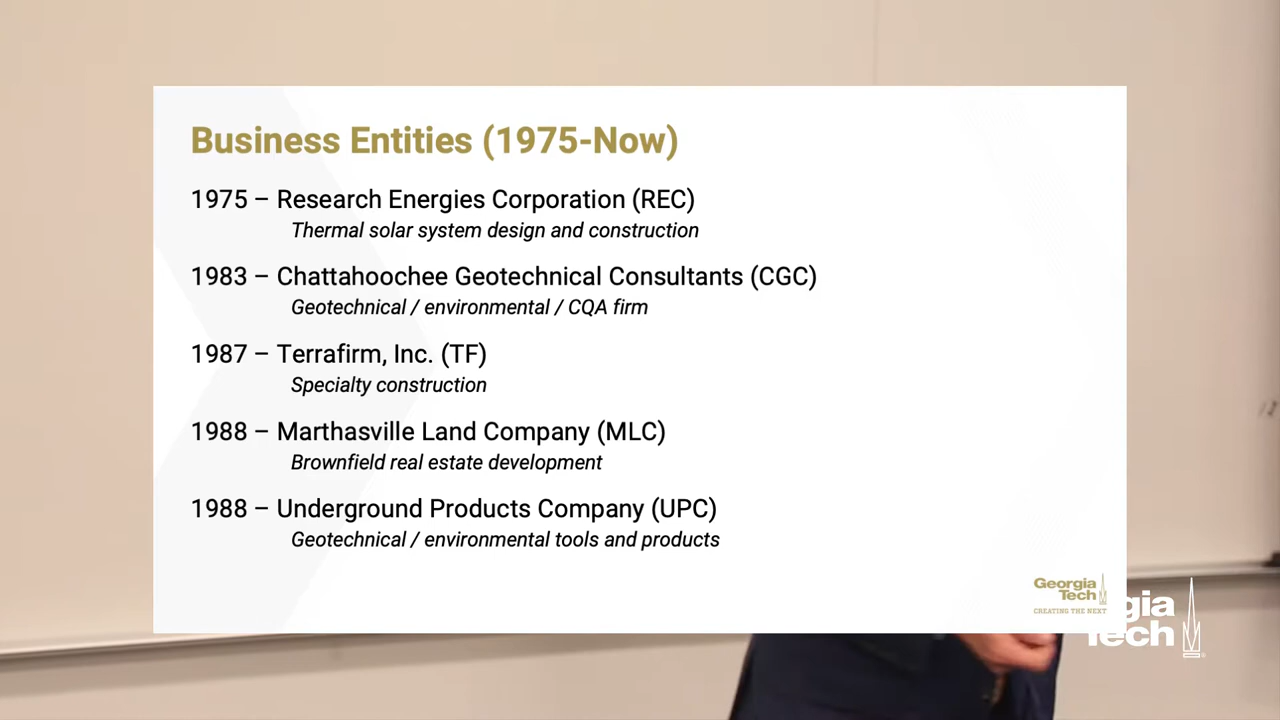 Business Entities (1975-Now)
1975 – Research Energies Corporation (REC)
Thermal solar system design and construction
1983 – Chattahoochee Geotechnical Consultants (CGC)
Geotechnical / environmental / CQA firm
1987 – Terrafirm, Inc. (TF)
Specialty construction
1988 – Marthasville Land Company (MLC)
Brownfield real estate development
1988 – Underground Products Company (UPC)
Geotechnical / environmental tools and products
Georgia
Tech
CREATING THE NEXT
gia
Tech